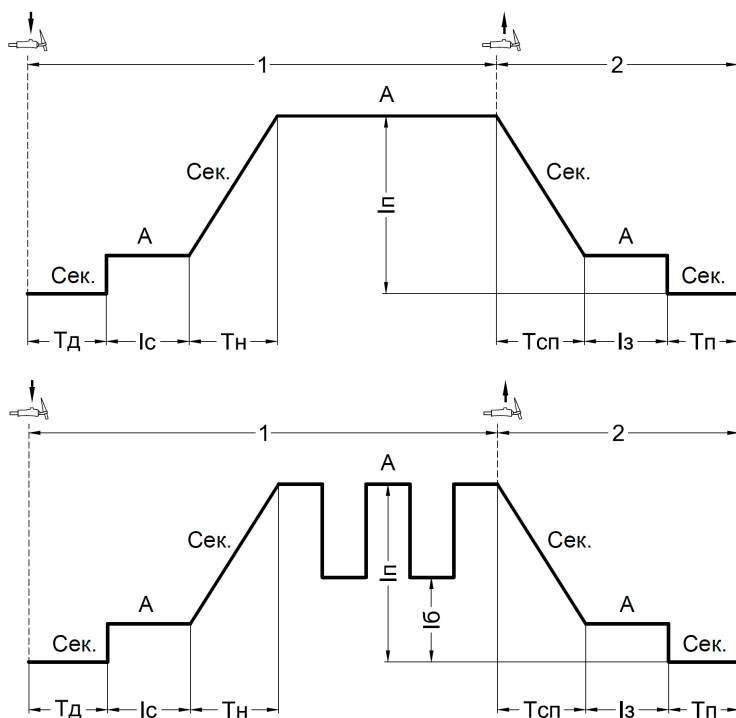 1
2
А
Сек.
Сек.
Iп
А
А
Сек.
Сек.
Тд
Iс
Тн
Тсп
Iз
Тп
1
2
А
Сек.
Сек.
Iп
Iб
А
А
Сек.
Сек.
Тд
Iс
Тн
Тсп
Iз
Тп